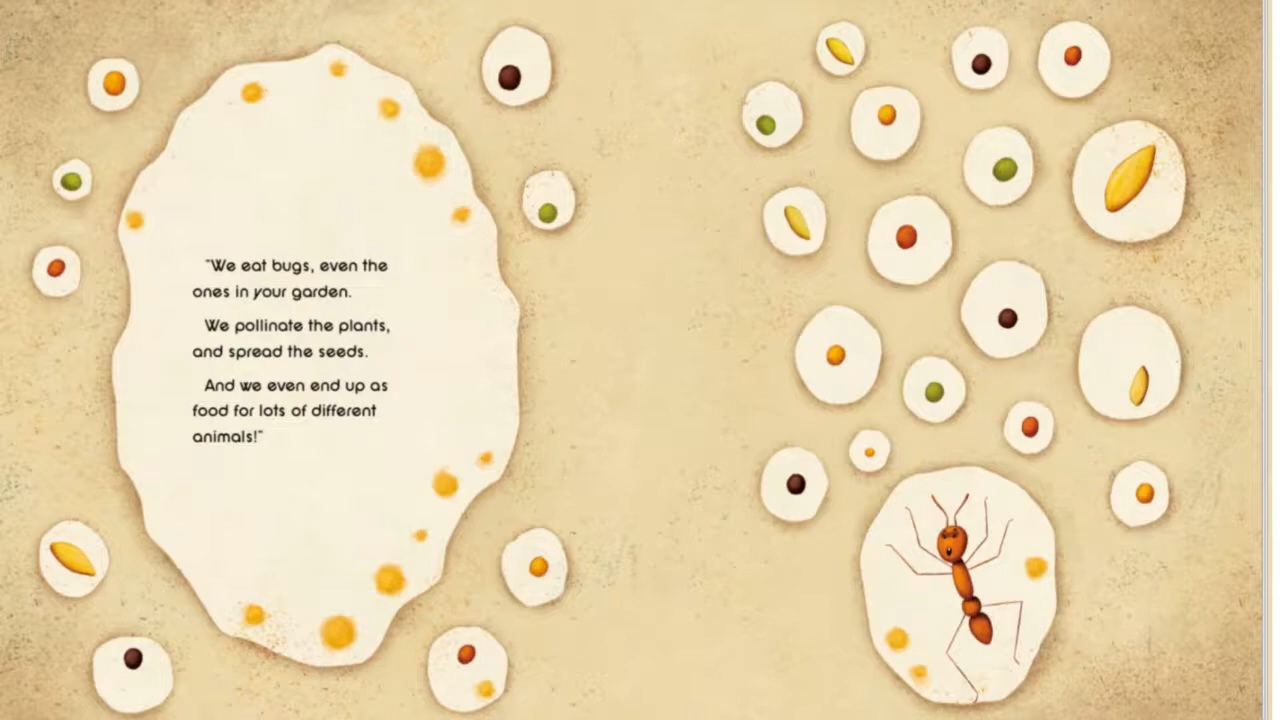 "We eat bugs, even the
ones in your garden.
We pollinate the plants,
and spread the seeds.
And we even end up as
food for lots of different
animals!"